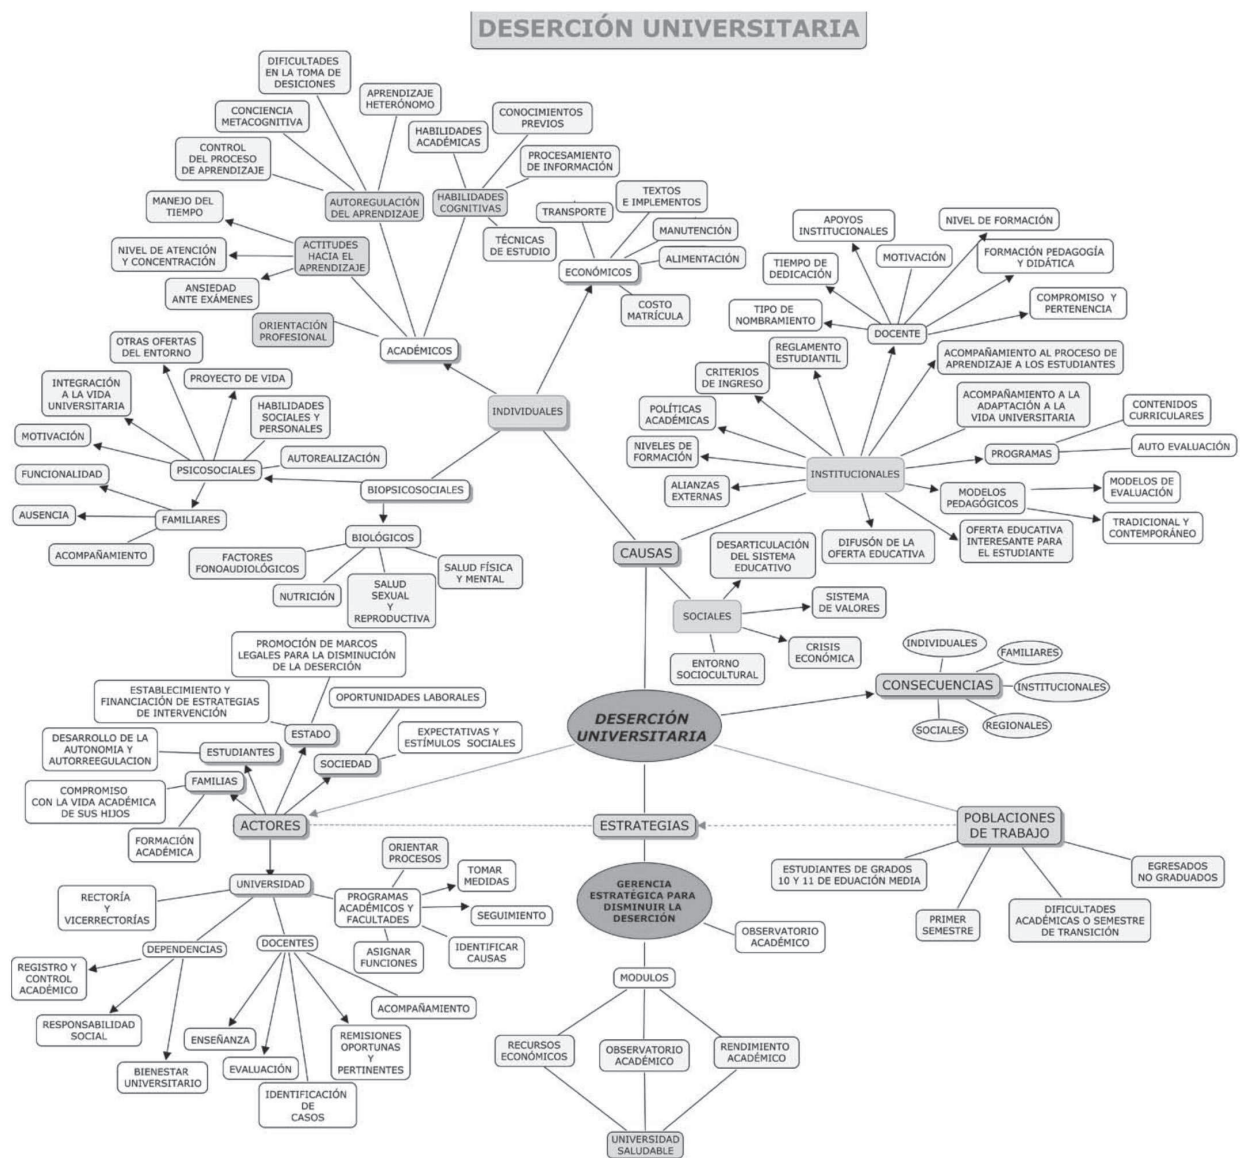 DESERCIÓN UNIVERSITARIA
DIFICULTADES
EN LA TOMA DE
DESICIONES
APRENDIZAJE
HETERÓNOMO
CONCIENCIA
METACOGNITIVA
CONTROL
DEL PROCESO
DE APRENDIZAJE
HABILIDADES
ACADÉMICAS
CONOCIMIENTOS
PREVIOS
PROCESAMIENTO
DE INFORMACIÓN
AUTOREGULACIÓN
DEL APRENDIZAJE
HABILIDADES
COGNITIVAS
TÉCNICAS
DE ESTUDIO
MANEJO DEL
TIEMPO
NIVEL DE ATENCIÓN
Y CONCENTRACIÓN
ANSIEDAD
ANTE EXÁMENES
ACTITUDES
HACIA EL
APRENDIZAJE
ORIENTACIÓN
PROFESIONAL
ACADÉMICOS
TRANSPORTE
TEXTOS
E IMPLEMENTOS
MANUTENCIÓN
ALIMENTACIÓN
ECONÓMICOS
COSTO
MATRÍCULA
INDIVIDUALES
OTRAS OFERTAS
DEL ENTORNO
PROYECTO DE VIDA
INTEGRACIÓN
A LA VIDA
UNIVERSITARIA
HABILIDADES
SOCIALES Y
PERSONALES
MOTIVACIÓN
AUTOREALIZACIÓN
PSICOSOCIALES
FUNCIONALIDAD
AUSENCIA
FAMILIARES
ACOMPAÑAMIENTO
BIOPSICOSOCIALES
BIOLÓGICOS
FACTORES
FONOAUDIOLÓGICOS
NUTRICIÓN
SALUD
SEXUAL
Y
REPRODUCTIVA
SALUD FÍSICA
Y MENTAL
APOYOS
INSTITUCIONALES
NIVEL DE FORMACIÓN
MOTIVACIÓN
TIEMPO DE
DEDICACIÓN
FORMACIÓN PEDAGOGÍA
Y DIDÁTICA
TIPO DE
NOMBRAMIENTO
COMPROMISO Y
PERTENENCIA
DOCENTE
REGLAMENTO
ESTUDIANTIL
CRITERIOS
DE INGRESO
ACOMPAÑAMIENTO AL PROCESO DE
APRENDIZAJE A LOS ESTUDIANTES
POLÍTICAS
ACADÉMICAS
ACOMPAÑAMIENTO A LA
ADAPTACIÓN A LA
VIDA UNIVERSITARIA
CONTENIDOS
CURRICULARES
NIVELES DE
FORMACIÓN
PROGRAMAS
AUTO EVALUACIÓN
ALIANZAS
EXTERNAS
INSTITUCIONALES
MODELOS
PEDAGÓGICOS
MODELOS DE
EVALUACIÓN
TRADICIONAL Y
CONTEMPORÁNEO
DIFUSÓN DE LA
OFERTA EDUCATIVA
OFERTA EDUCATIVA
INTERESANTE PARA
EL ESTUDIANTE
CAUSAS
DESARTICULACIÓN
DEL SISTEMA
EDUCATIVO
SOCIALES
SISTEMA
DE VALORES
CRISIS
ECONÓMICA
ENTORNO
SOCIOCULTURAL
DESERCIÓN
UNIVERSITARIA
INDIVIDUALES
FAMILIARES
CONSECUENCIAS
INSTITUCIONALES
SOCIALES
REGIONALES
PROMOCIÓN DE MARCOS
LEGALES PARA LA DISMINUCIÓN
DE LA DESERCIÓN
ESTABLECIMIENTO Y
FINANCIACIÓN DE ESTRATEGIAS
DE INTERVENCIÓN
OPORTUNIDADES LABORALES
ESTADO
EXPECTATIVAS Y
ESTÍMULOS SOCIALES
DESARROLLO DE LA
AUTONOMIA Y
AUTORREEGULACION
ESTUDIANTES
SOCIEDAD
FAMILIAS
COMPROMISO
CON LA VIDA ACADÉMICA
DE SUS HIJOS
FORMACIÓN
ACADÉMICA
ACTORES
ESTRATEGIAS
POBLACIONES
DE TRABAJO
ESTUDIANTES DE GRADOS
10 Y 11 DE EDUACIÓN MEDIA
EGRESADOS
NO GRADUADOS
PRIMER
SEMESTRE
DIFICULTADES
ACADÉMICAS O SEMESTRE
DE TRANSICIÓN
UNIVERSIDAD
RECTORÍA
Y
VICERRECTORÍAS
ORIENTAR
PROCESOS
TOMAR
MEDIDAS
PROGRAMAS
ACADÉMICOS Y
FACULTADES
SEGUIMIENTO
ASIGNAR
FUNCIONES
IDENTIFICAR
CAUSAS
DEPENDENCIAS
DOCENTES
REGISTRO Y
CONTROL
ACADÉMICO
RESPONSABILIDAD
SOCIAL
BIENESTAR
UNIVERSITARIO
ENSEÑANZA
EVALUACIÓN
IDENTIFICACIÓN
DE
CASOS
REMISIONES
OPORTUNAS
Y
PERTINENTES
ACOMPAÑAMIENTO
GERENCIA
ESTRATÉGICA PARA
DISMINUIR LA
DESERCIÓN
OBSERVATORIO
ACADÉMICO
MODULOS
RECURSOS
ECONÓMICOS
OBSERVATORIO
ACADÉMICO
RENDIMIENTO
ACADÉMICO
UNIVERSIDAD
SALUDABLE